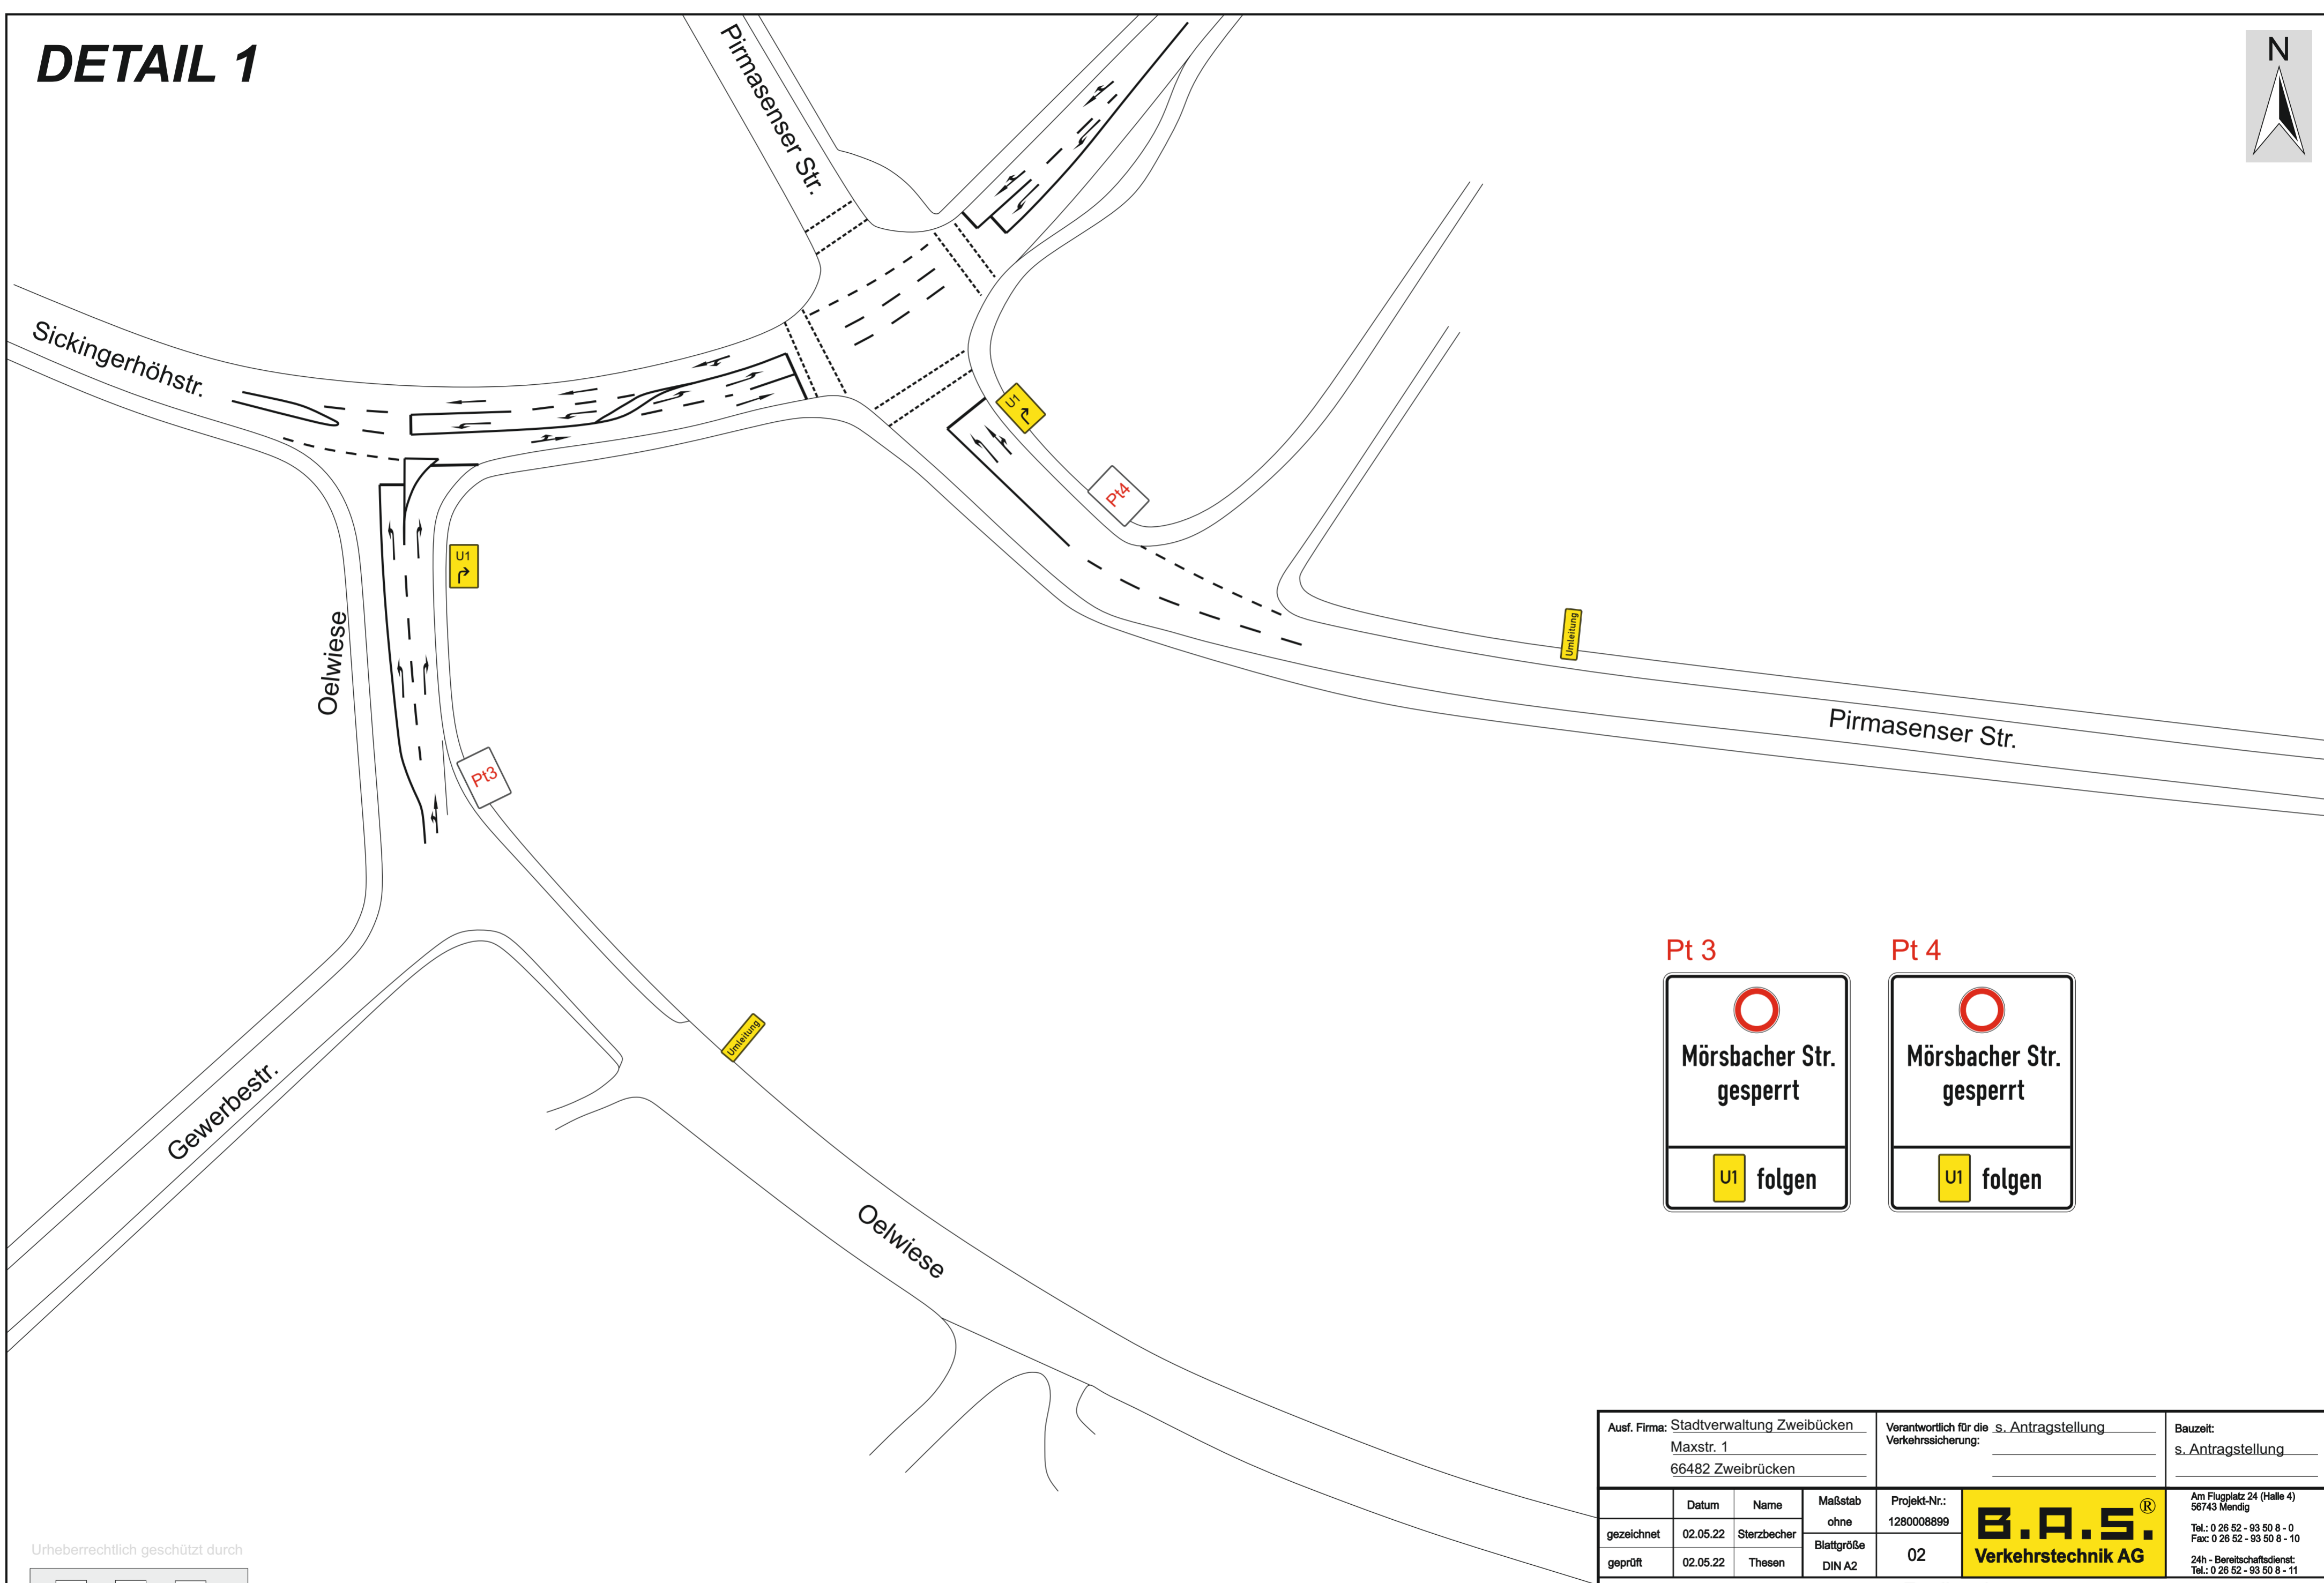 DETAIL 1
N
Pirmasenser Str.
Sickingerhöhstr.
U1
Pt4
U1
Oelwiese
Umleitung
Pirmasenser Str.
Pt3
Umleitung
Gewerbestr.
Oelwiese
Pt 3
Mörsbacher Str.
gesperrt
U1 folgen
Pt 4
Mörsbacher Str.
gesperrt
U1 folgen
Urheberrechtlich geschützt durch
Ausf. Firma: Stadtverwaltung Zweibücken
Maxstr. 1
66482 Zweibrücken
Verantwortlich für die s. Antragstellung
Verkehrssicherung:
Bauzeit:
s. Antragstellung
Datum Name
gezeichnet 02.05.22 Sterzbecher
geprüft 02.05.22 Thesen
Maßstab
ohne
Blattgröße
DIN A2
Projekt-Nr.:
1280008899
02
B.A.S.®
Verkehrstechnik AG
Am Flugplatz 24 (Halle 4)
56743 Mendig
Tel.: 0 26 52 - 93 50 8 - 0
Fax: 0 26 52 - 93 50 8 - 10
24h - Bereitschaftsdienst:
Tel.: 0 26 52 - 93 50 8 - 11